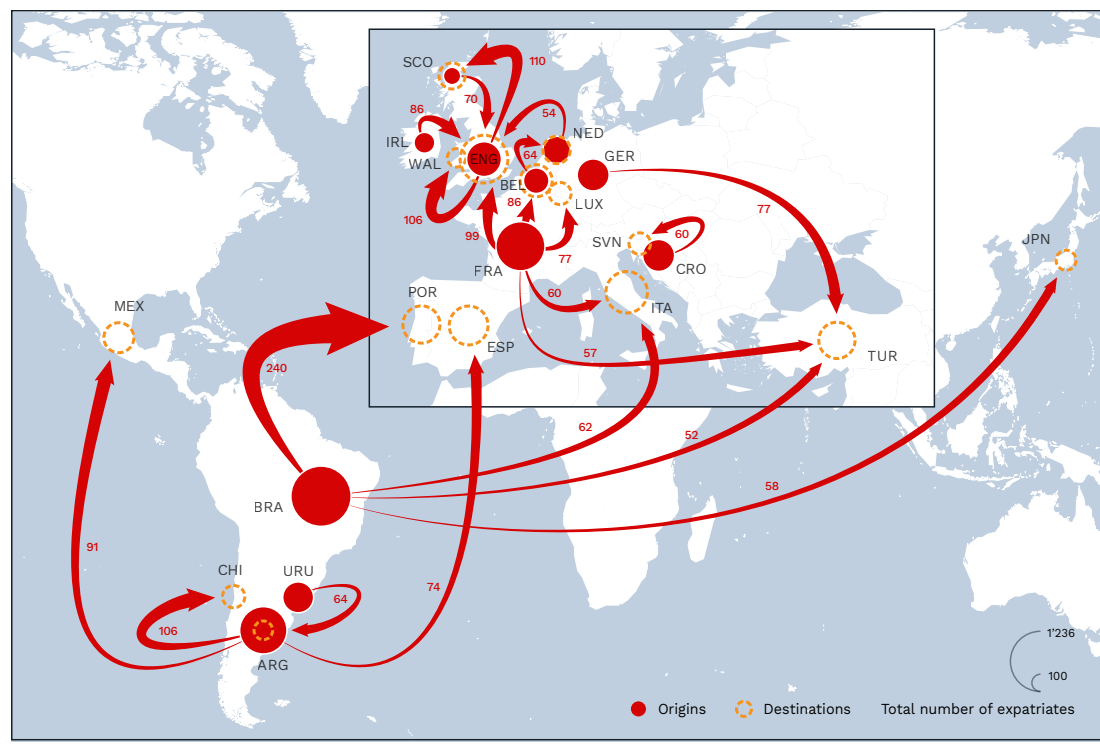 SCO
110
70
86
54
NED
IRL
WAL
ENG
64
GER
BEL
86
LUX
106
99
77
77
SVN
60
CRO
JPN
FRA
POR
60
ITA
MEX
ESP
57
TUR
240
62
52
BRA
58
91
CHI
URU
74
64
106
ARG
1'236
100
Origins
Destinations
Total number of expatriates